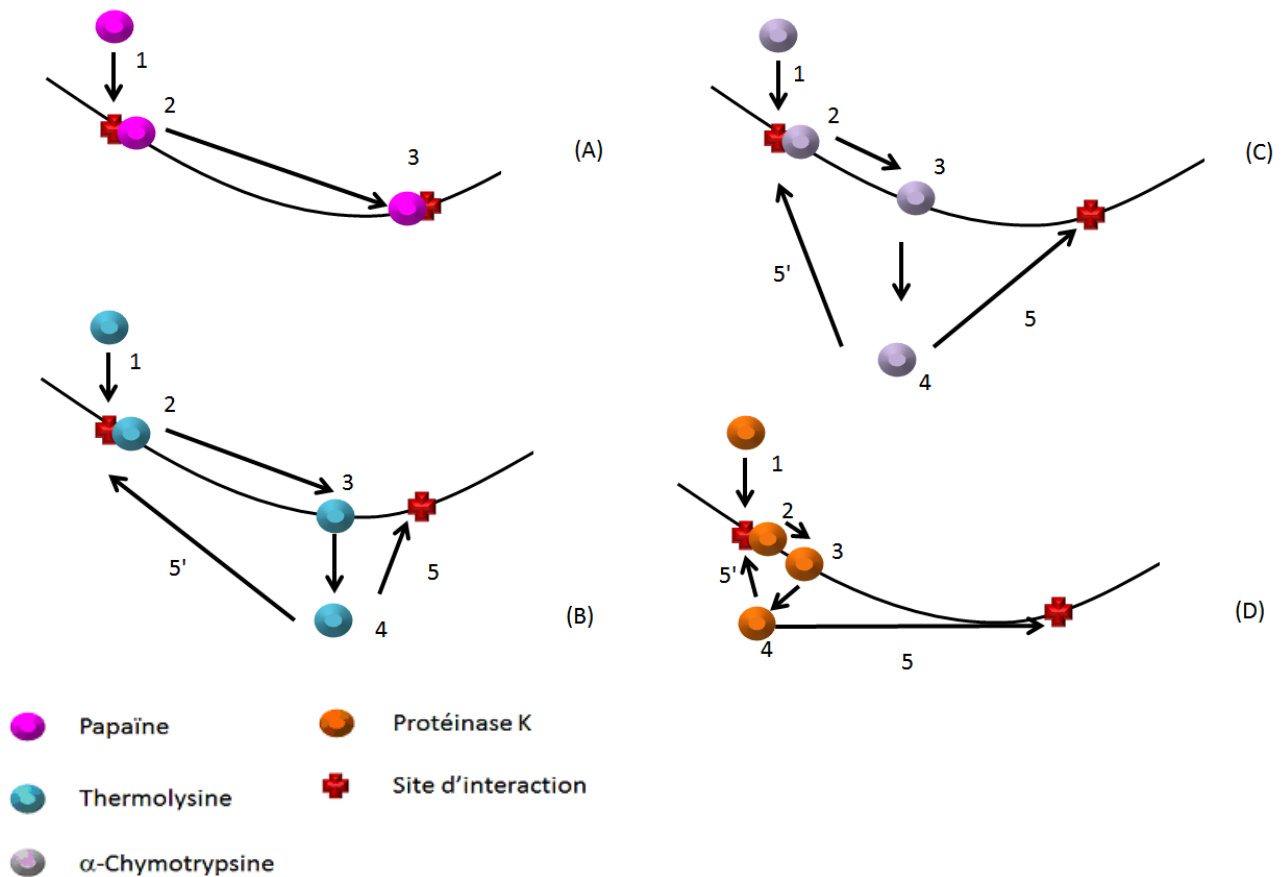 1
2
3
(A)
1
2
3
4
5
5'
(B)
1
2
3
4
5
5'
(C)
1
2
3
4
5
5'
(D)
Papaïne
Thermolysine
α-Chymotrypsine
Protéinase K
Site d'interaction